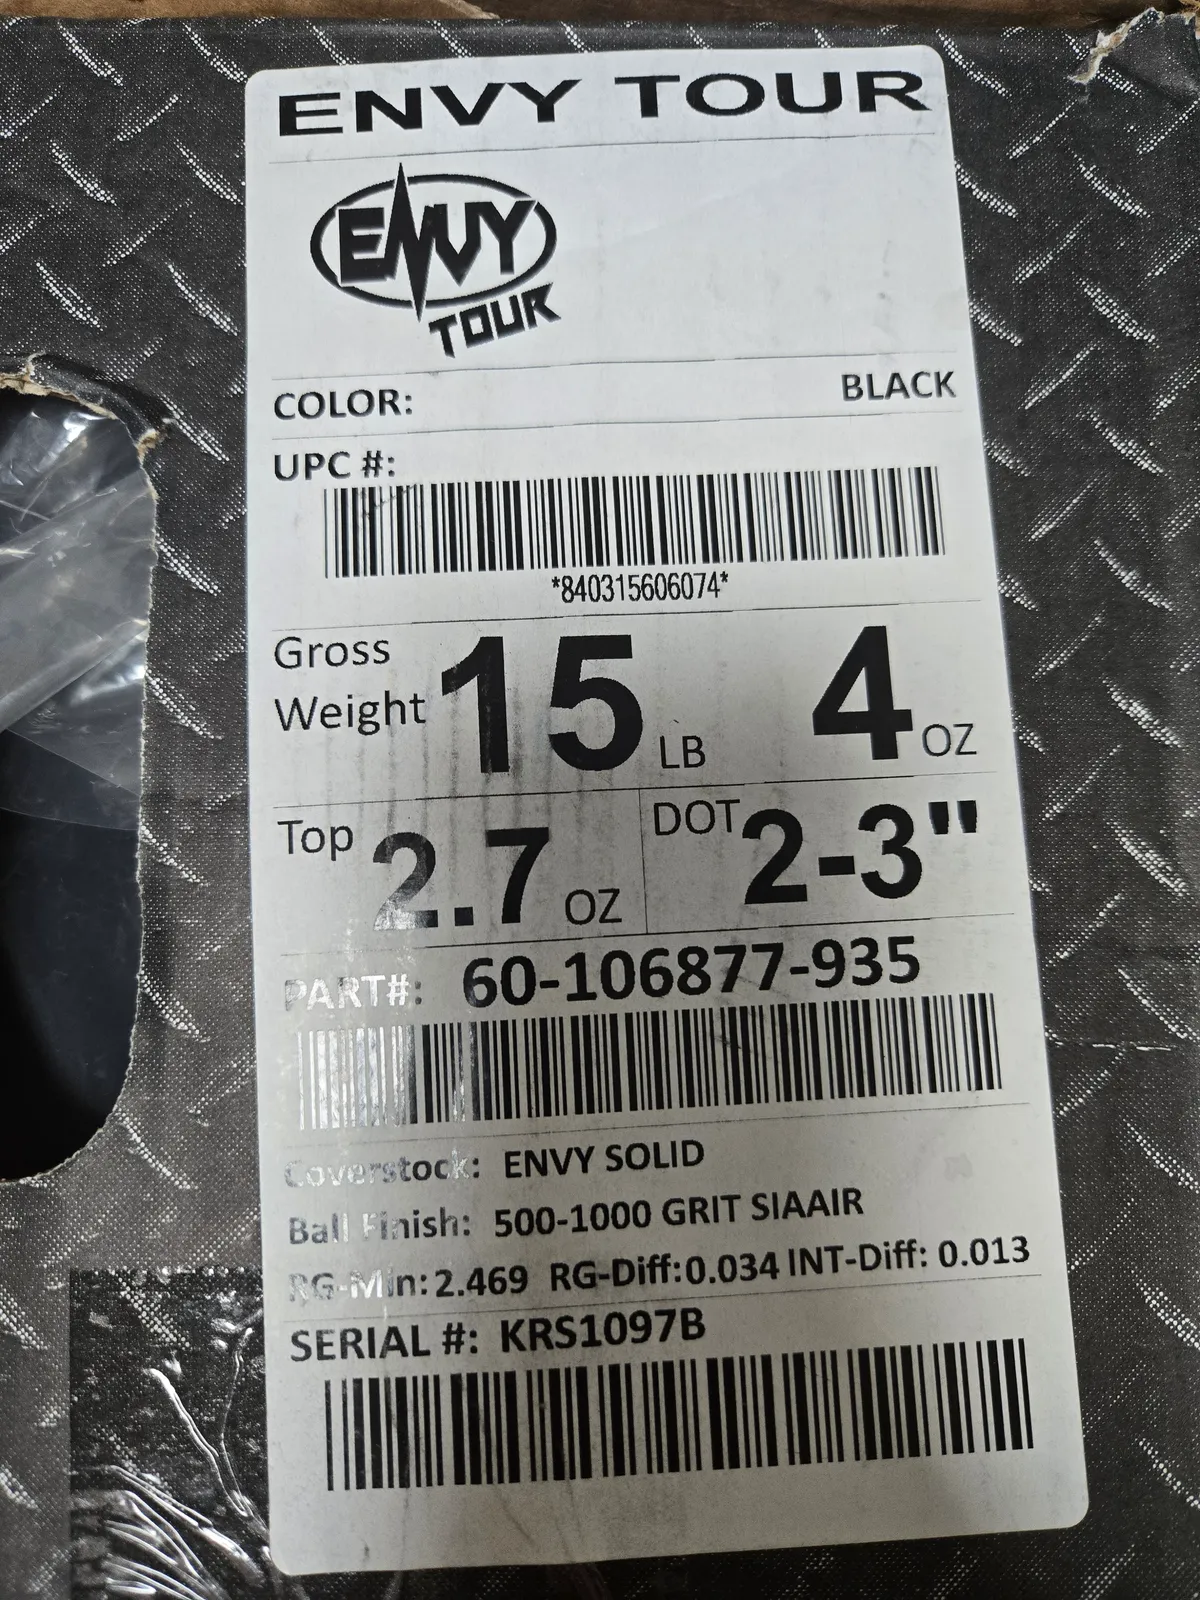 ENVY TOUR
ENVY
TOUR
COLOR: BLACK
UPC #:
*840315606074*
Gross Weight 15 LB 4 OZ
Top 2.7 OZ DOT 2-3"
PART#: 60-106877-935
Coverstock: ENVY SOLID
Ball Finish: 500-1000 GRIT SIAAIR
RG-Min: 2.469 RG-Diff: 0.034 INT-Diff: 0.013
SERIAL #: KRS1097B